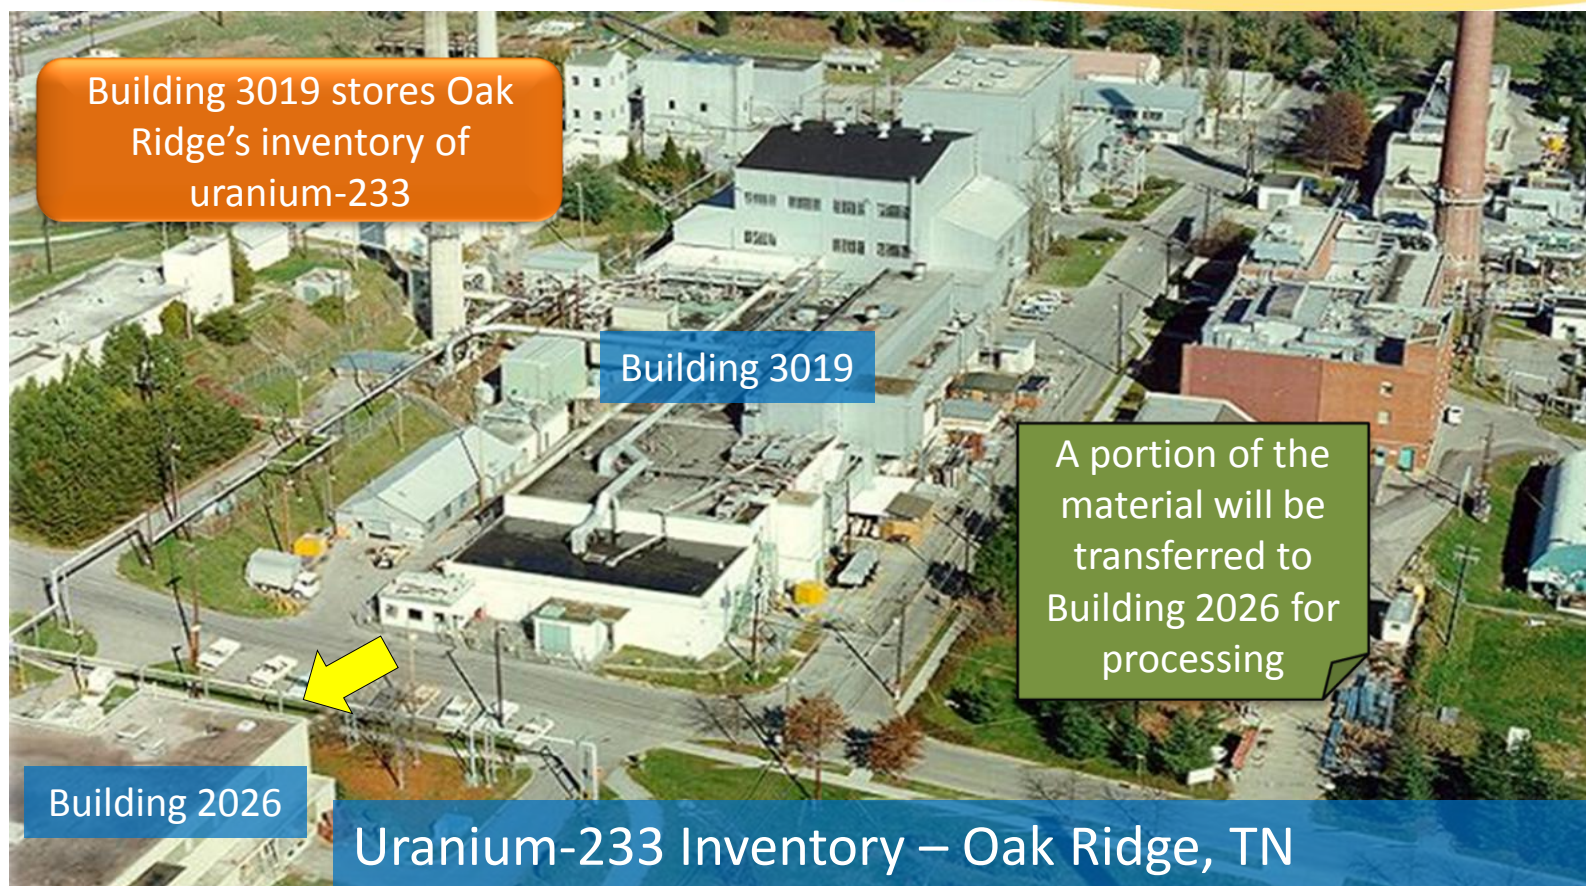 Building 3019 stores Oak
Ridge’s inventory of
uranium-233
Building 3019
A portion of the
material will be
transferred to
Building 2026 for
processing
Building 2026
Uranium-233 Inventory – Oak Ridge, TN